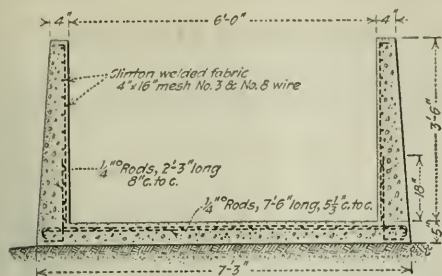 4" 6'-0" 4"
Clinton welded fabric
4"x16" mesh No.3 & No.8 wire
3'-6"
1/4"° Rods, 2'-3" long
8" c. to c.
18"
1/4"° Rods, 7'-6" long, 5 1/3" c. to c.
5"
7'-3"